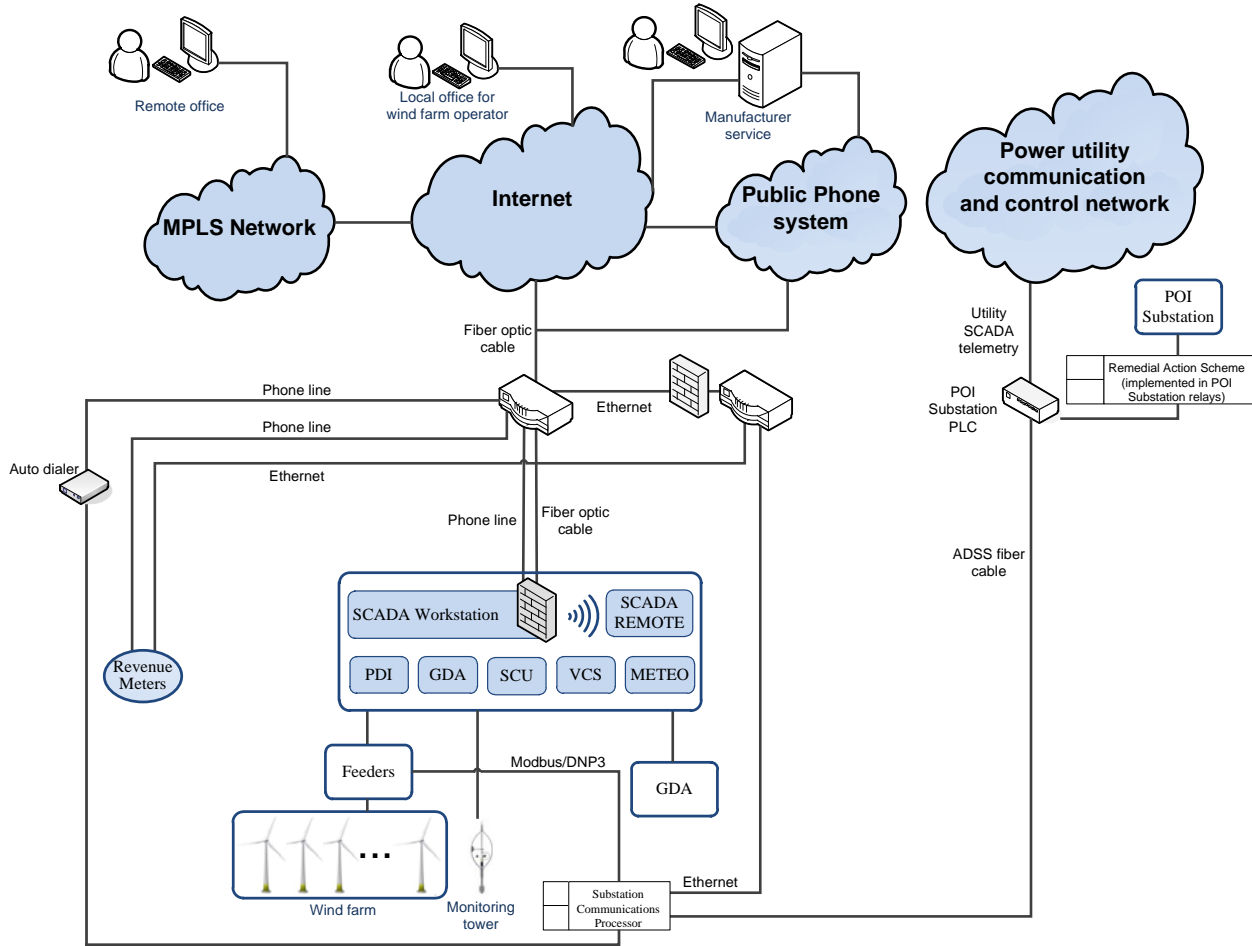 Remote office
Local office for
wind farm operator
Manufacturer
service
MPLS Network
Internet
Public Phone
system
Power utility
communication
and control network
Fiber optic
cable
Utility
SCADA
telemetry
POI
Substation
Remedial Action Scheme
(implemented in POI
Substation relays)
POI
Substation
PLC
Phone line
Ethernet
Phone line
Auto dialer
Ethernet
Phone line
Fiber optic
cable
ADSS fiber
cable
SCADA Workstation
SCADA
REMOTE
PDI
GDA
SCU
VCS
METEO
Revenue
Meters
Feeders
Modbus/DNP3
GDA
Wind farm
Monitoring
tower
Ethernet
Substation
Communications
Processor